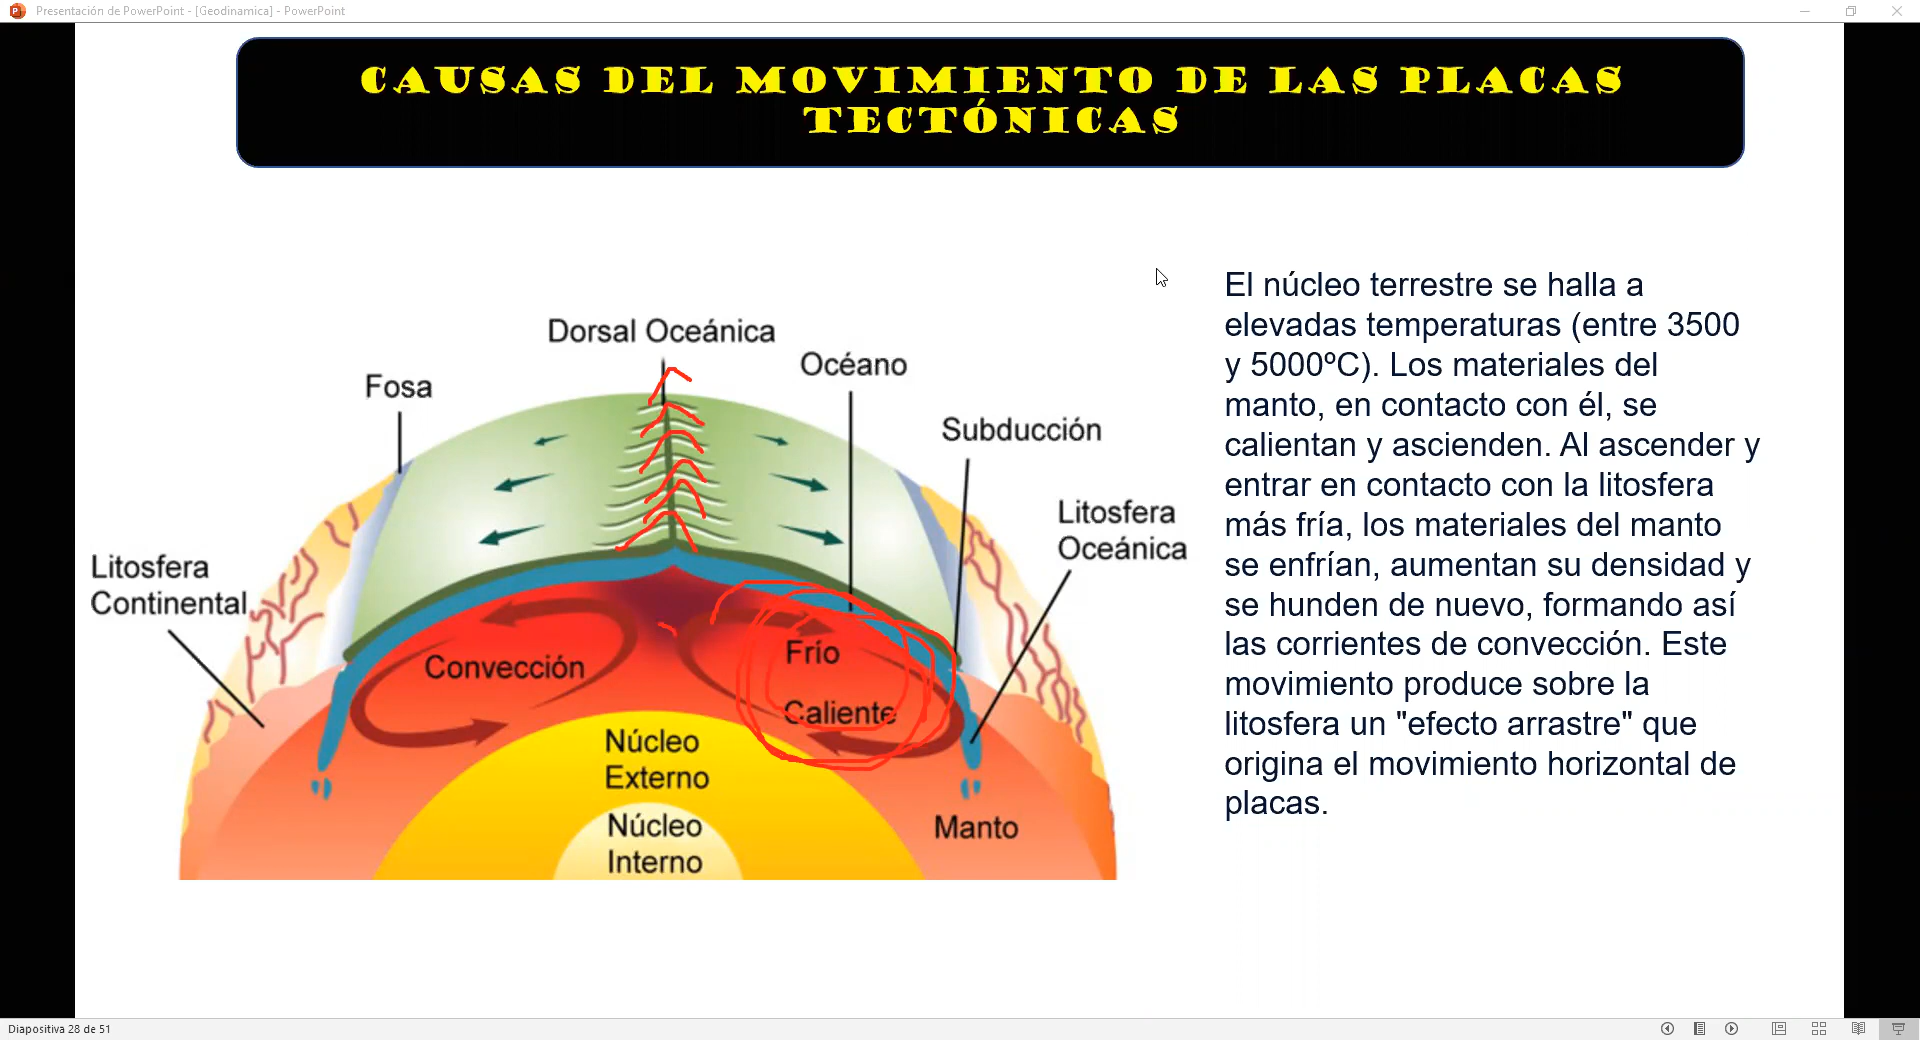 Presentación de PowerPoint - [Geodinamica] - PowerPoint
CAUSAS DEL MOVIMIENTO DE LAS PLACAS
TECTÓNICAS
Dorsal Oceánica
Océano
Fosa
Subducción
Litosfera
Oceánica
Litosfera
Continental
Convección
Frío
Caliente
Núcleo
Externo
Núcleo
Interno
Manto
El núcleo terrestre se halla a
elevadas temperaturas (entre 3500
y 5000ºC). Los materiales del
manto, en contacto con él, se
calientan y ascienden. Al ascender y
entrar en contacto con la litosfera
más fría, los materiales del manto
se enfrían, aumentan su densidad y
se hunden de nuevo, formando así
las corrientes de convección. Este
movimiento produce sobre la
litosfera un "efecto arrastre" que
origina el movimiento horizontal de
placas.
Diapositiva 28 de 51